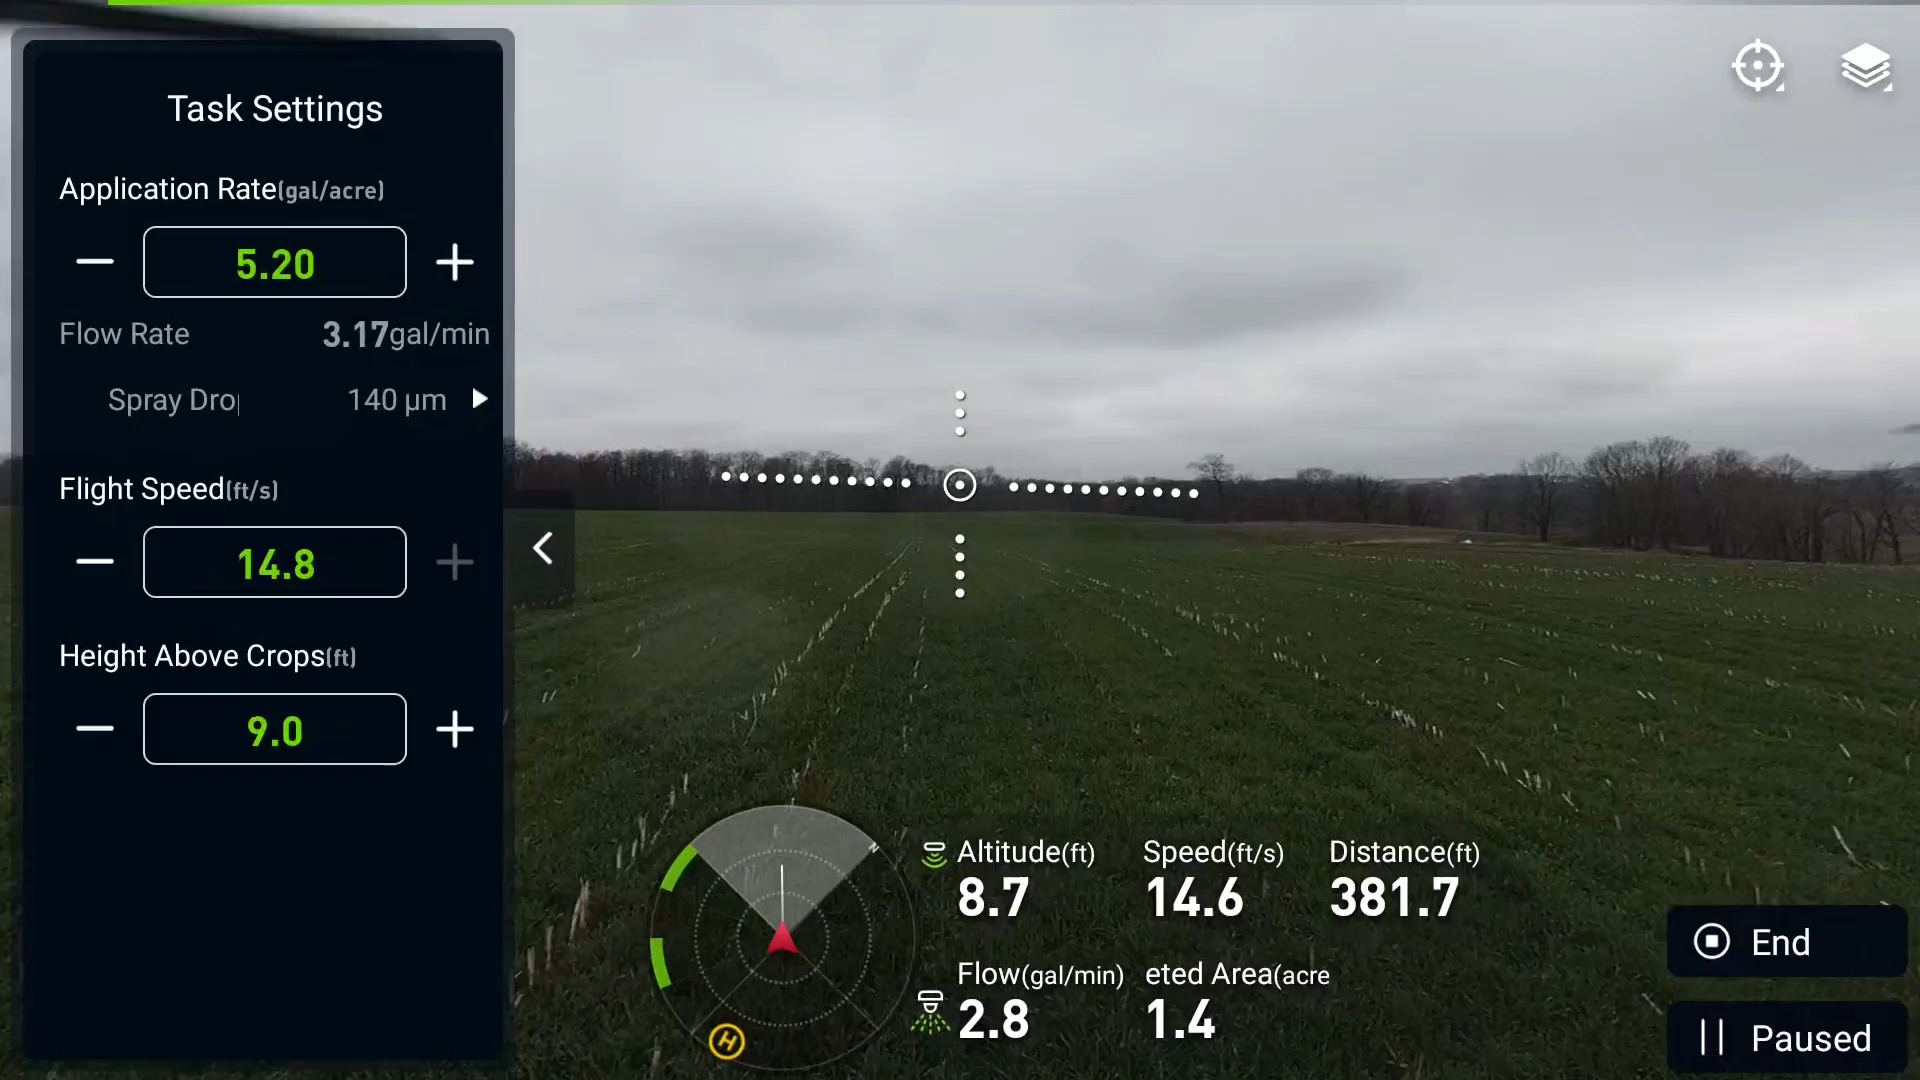 Task Settings
Application Rate(gal/acre)
5.20
Flow Rate 3.17gal/min
Spray Dro 140 µm
Flight Speed(ft/s)
14.8
Height Above Crops(ft)
9.0
N
Altitude(ft) Speed(ft/s) Distance(ft)
8.7 14.6 381.7
Flow(gal/min) eted Area(acre
2.8 1.4
H
End
Paused